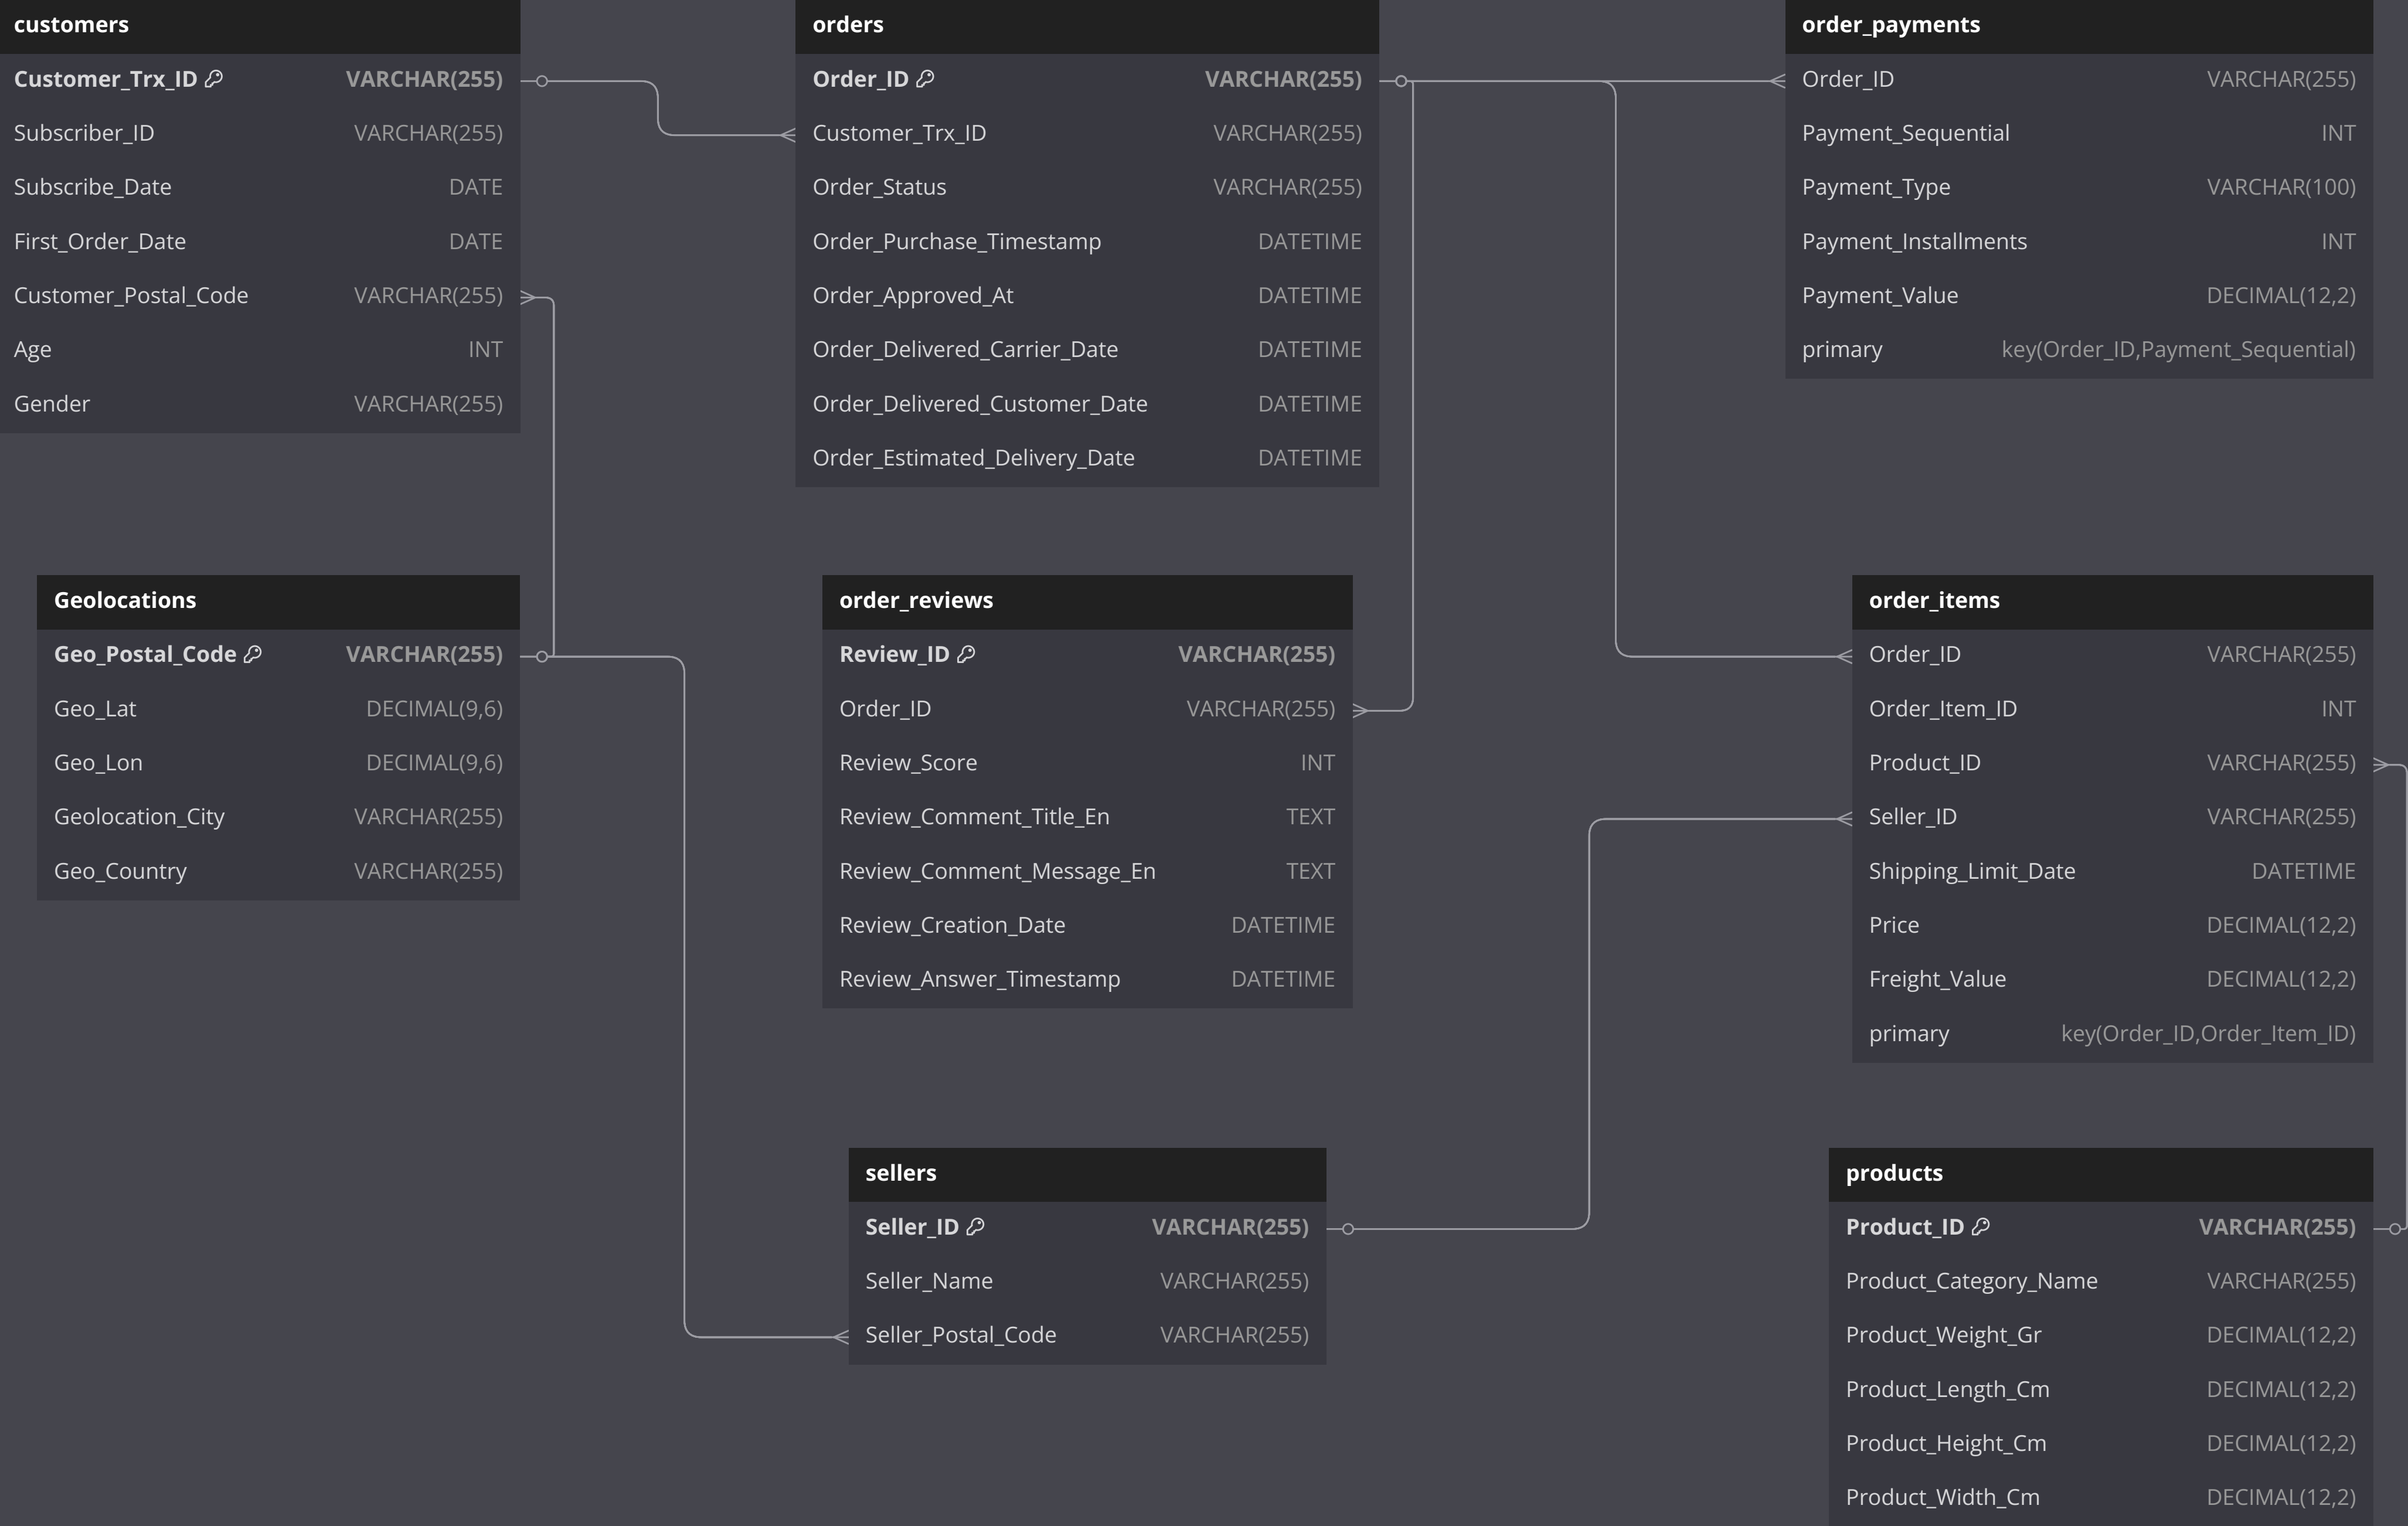 customers
Customer_Trx_ID VARCHAR(255)
Subscriber_ID VARCHAR(255)
Subscribe_Date DATE
First_Order_Date DATE
Customer_Postal_Code VARCHAR(255)
Age INT
Gender VARCHAR(255)
orders
Order_ID VARCHAR(255)
Customer_Trx_ID VARCHAR(255)
Order_Status VARCHAR(255)
Order_Purchase_Timestamp DATETIME
Order_Approved_At DATETIME
Order_Delivered_Carrier_Date DATETIME
Order_Delivered_Customer_Date DATETIME
Order_Estimated_Delivery_Date DATETIME
order_payments
Order_ID VARCHAR(255)
Payment_Sequential INT
Payment_Type VARCHAR(100)
Payment_Installments INT
Payment_Value DECIMAL(12,2)
primary key(Order_ID,Payment_Sequential)
Geolocations
Geo_Postal_Code VARCHAR(255)
Geo_Lat DECIMAL(9,6)
Geo_Lon DECIMAL(9,6)
Geolocation_City VARCHAR(255)
Geo_Country VARCHAR(255)
order_reviews
Review_ID VARCHAR(255)
Order_ID VARCHAR(255)
Review_Score INT
Review_Comment_Title_En TEXT
Review_Comment_Message_En TEXT
Review_Creation_Date DATETIME
Review_Answer_Timestamp DATETIME
order_items
Order_ID VARCHAR(255)
Order_Item_ID INT
Product_ID VARCHAR(255)
Seller_ID VARCHAR(255)
Shipping_Limit_Date DATETIME
Price DECIMAL(12,2)
Freight_Value DECIMAL(12,2)
primary key(Order_ID,Order_Item_ID)
sellers
Seller_ID VARCHAR(255)
Seller_Name VARCHAR(255)
Seller_Postal_Code VARCHAR(255)
products
Product_ID VARCHAR(255)
Product_Category_Name VARCHAR(255)
Product_Weight_Gr DECIMAL(12,2)
Product_Length_Cm DECIMAL(12,2)
Product_Height_Cm DECIMAL(12,2)
Product_Width_Cm DECIMAL(12,2)